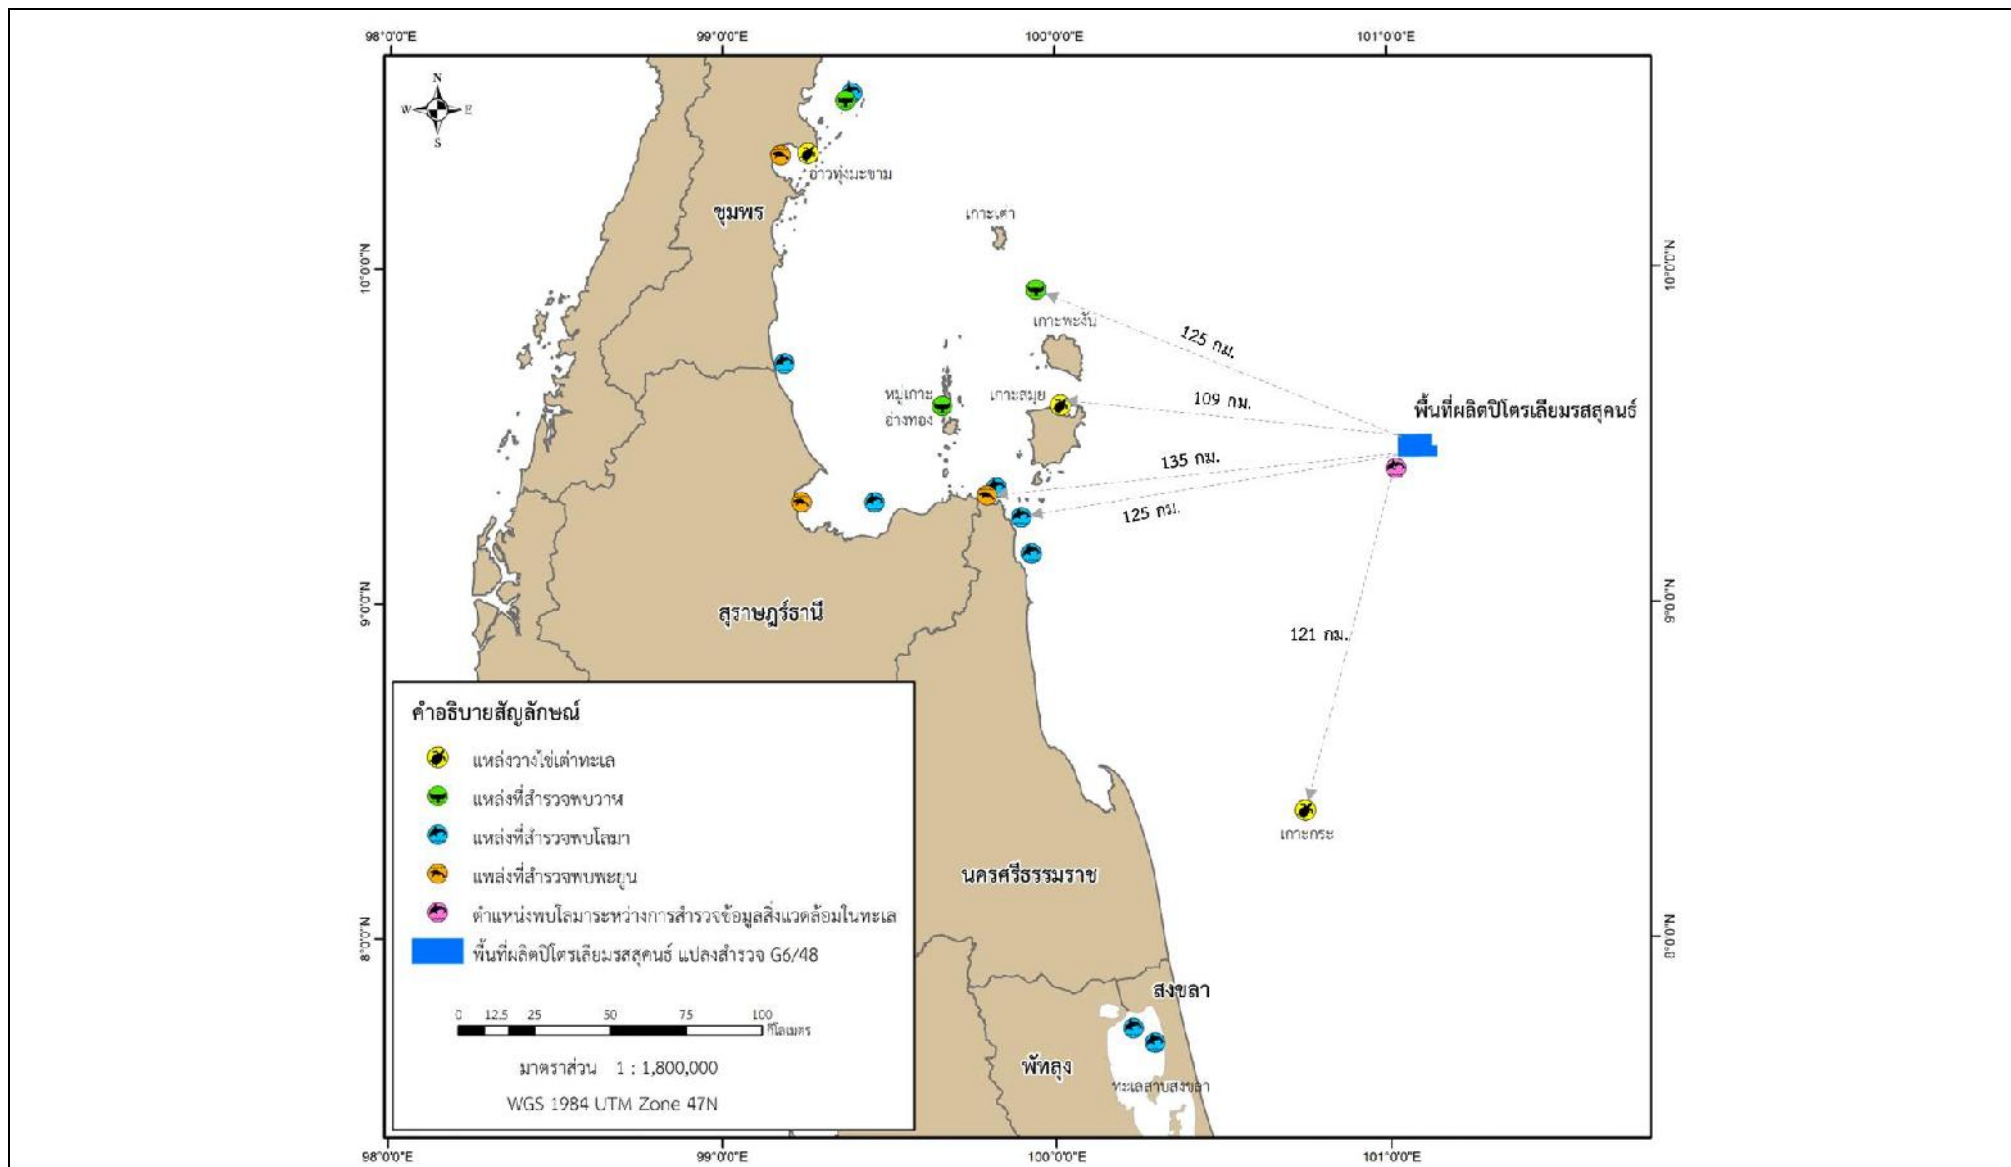 98°0'0"E 99°0'0"E 100°0'0"E 101°0'0"E
N
W E
S
อ่าวทุ่งมะขาม
ชุมพร
เกาะเต่า
10°0'0"N 10°0'0"N
เกาะพะงัน
125 กม.
หมู่เกาะ
อ่างทอง
เกาะสมุย
109 กม.
พื้นที่ผลิตปิโตรเลียมรสสุคนธ์
135 กม.
125 กม.
9°0'0"N 9°0'0"N
สุราษฎร์ธานี
121 กม.
เกาะกระ
นครศรีธรรมราช
8°0'0"N 8°0'0"N
สงขลา
พัทลุง
ทะเลสาบสงขลา
คำอธิบายสัญลักษณ์
แหล่งวางไข่เต่าทะเล
แหล่งที่สำรวจพบวาฬ
แหล่งที่สำรวจพบโลมา
แหล่งที่สำรวจพบพะยูน
ตำแหน่งพบโลมาระหว่างการสำรวจข้อมูลสิ่งแวดล้อมในทะเล
พื้นที่ผลิตปิโตรเลียมรสสุคนธ์ แปลงสำรวจ G6/48
0 12.5 25 50 75 100
กิโลเมตร
มาตราส่วน 1 : 1,800,000
WGS 1984 UTM Zone 47N
98°0'0"E 99°0'0"E 100°0'0"E 101°0'0"E